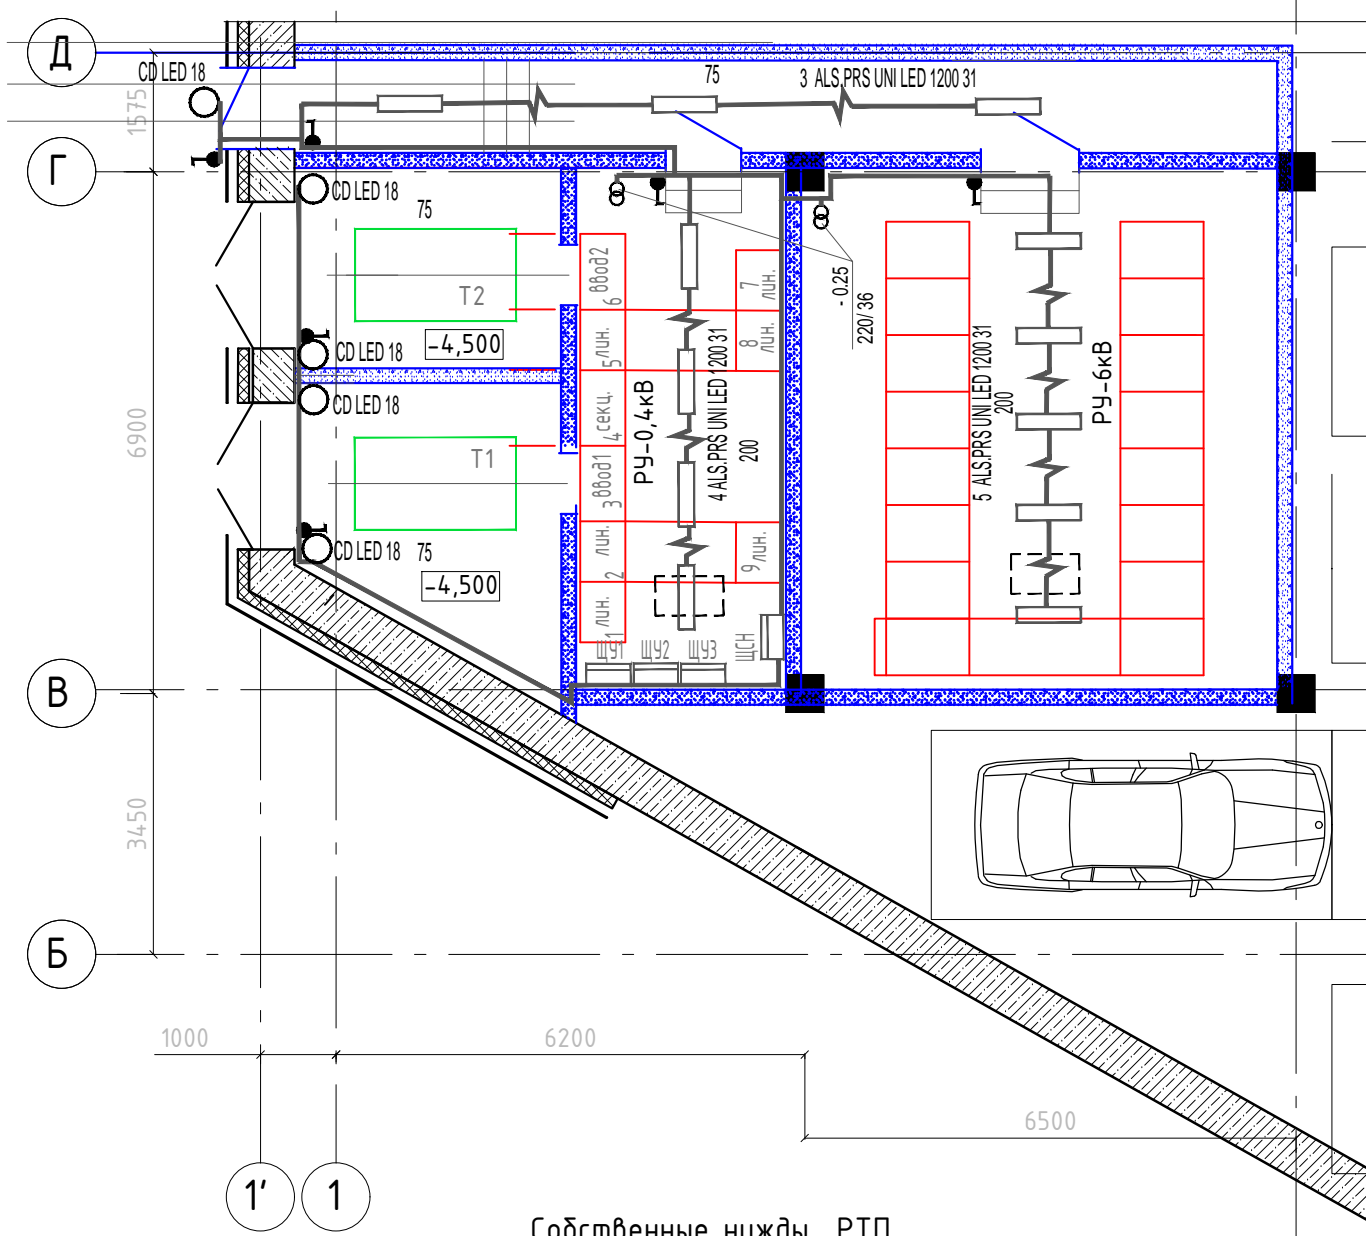 Д
CD LED 18
75
3 ALS.PRS UNI LED 1200 31
1575
Г
CD LED 18
75
Т2
-4,500
CD LED 18
CD LED 18
Т1
CD LED 18
75
-4,500
6900
6 ввод2
5 лин.
4 секц.
3 ввод1
2 лин.
1 лин.
7 лин.
8 лин.
9 лин.
РУ-0,4кВ
4 ALS.PRS UNI LED 1200 31
200
- 0.25
220/ 36
5 ALS.PRS UNI LED 1200 31
200
РУ-6кВ
ЩУ1
ЩУ2
ЩУ3
ЩСН
В
3450
Б
1000
6200
6500
1'
1
Собственные нужды РТП